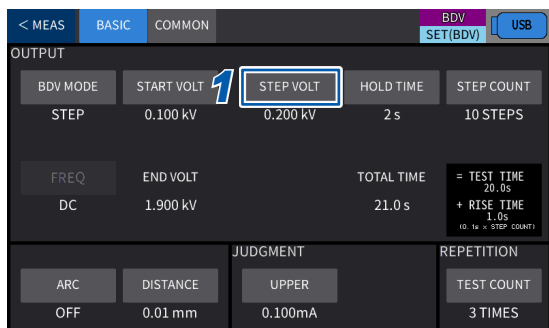 < MEAS BASIC COMMON BDV USB
SET(BDV)
OUTPUT
BDV MODE START VOLT 1 STEP VOLT HOLD TIME STEP COUNT
STEP 0.100 kV 0.200 kV 2 s 10 STEPS
FREQ END VOLT TOTAL TIME = TEST TIME
20.0s
DC 1.900 kV 21.0 s + RISE TIME
1.0s
(0.1s × STEP COUNT)
JUDGMENT REPETITION
ARC DISTANCE UPPER TEST COUNT
OFF 0.01 mm 0.100mA 3 TIMES